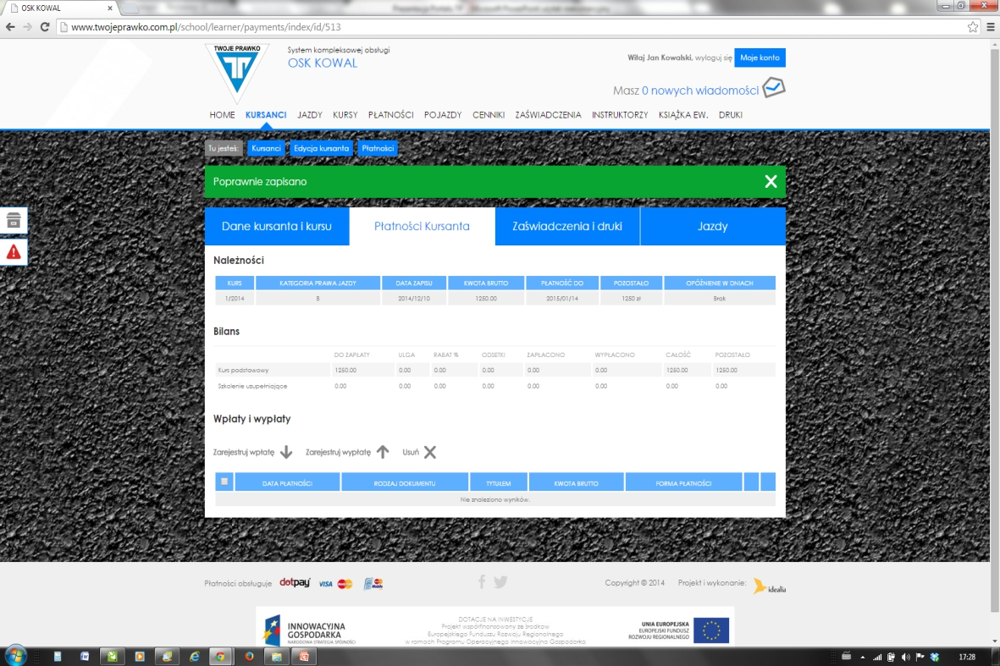 OSK KOWAL
www.twojeprawko.com.pl/school/learner/payments/index/id/513
TWOJE PRAWKO
System kompleksowej obsługi
OSK KOWAL
Witaj Jan Kowalski, wyloguj się Moje konto
Masz 0 nowych wiadomości
HOME KURSANCI JAZDY KURSY PŁATNOŚCI POJAZDY CENNIKI ZAŚWIADCZENIA INSTRUKTORZY KSIĄŻKA EW. DRUKI
Tu jesteś: Kursanci Edycja kursanta Płatności
Poprawnie zapisano
Dane kursanta i kursu Płatności Kursanta Zaświadczenia i druki Jazdy
Należności
KURS KATEGORIA PRAWA JAZDY DATA ZAPISU KWOTA BRUTTO PŁATNOŚĆ DO POZOSTAŁO OPÓŹNIENIE W DNIACH
1/2014 B 2014/12/10 1250.00 2015/01/14 1250 zł Brak
Bilans
DO ZAPŁATY ULGA RABAT % ODSETKI ZAPŁACONO WYPŁACONO CAŁOŚĆ POZOSTAŁO
Kurs podstawowy 1250.00 0.00 0.00 0.00 0.00 0.00 1250.00 1250.00
Szkolenie uzupełniające 0.00 0.00 0.00 0.00 0.00 0.00 0.00 0.00
Wpłaty i wypłaty
Zarejestruj wpłatę Zarejestruj wypłatę Usuń
DATA PŁATNOŚCI RODZAJ DOKUMENTU TYTUŁEM KWOTA BRUTTO FORMA PŁATNOŚCI
Nie znaleziono wyników.
Płatności obsługuje dotpay VISA MasterCard Copyright © 2014 Projekt i wykonanie: idealia
INNOWACYJNA
GOSPODARKA
NARODOWA STRATEGIA SPÓJNOŚCI
DOTACJE NA INWESTYCJE
Projekt współfinansowany ze środków
Europejskiego Funduszu Rozwoju Regionalnego
w ramach Programu Operacyjnego Innowacyjna Gospodarka
UNIA EUROPEJSKA
EUROPEJSKI FUNDUSZ
ROZWOJU REGIONALNEGO
17:28